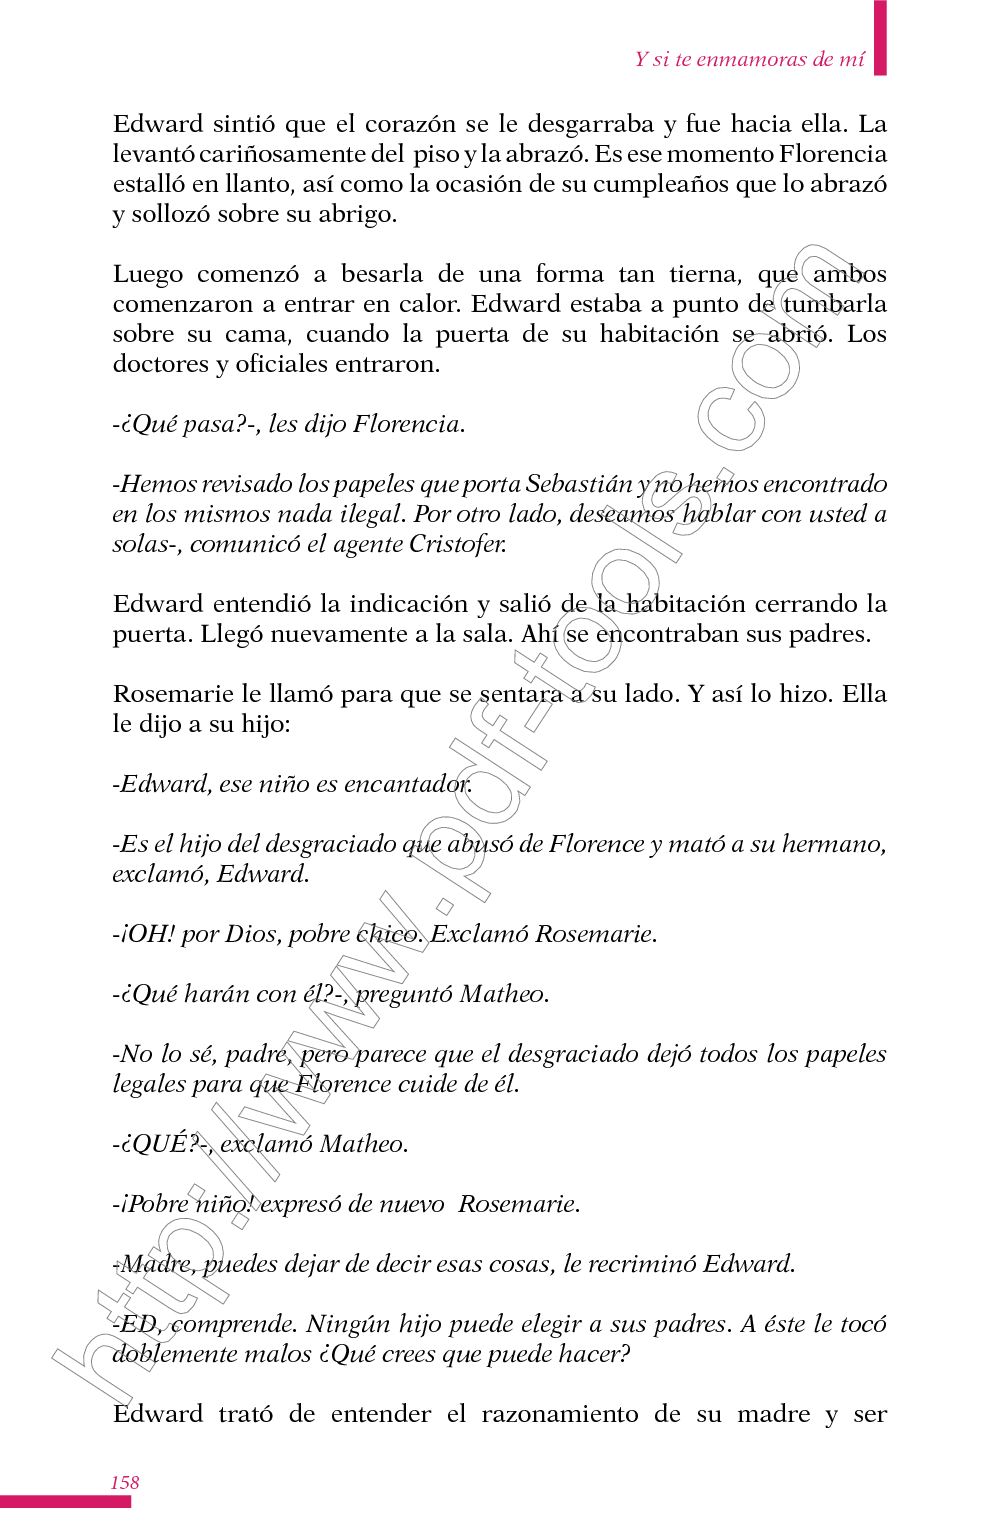 Y si te enmamoras de mí
Edward sintió que el corazón se le desgarraba y fue hacia ella. La
levantó cariñosamente del piso y la abrazó. Es ese momento Florencia
estalló en llanto, así como la ocasión de su cumpleaños que lo abrazó
y sollozó sobre su abrigo.
Luego comenzó a besarla de una forma tan tierna, que ambos
comenzaron a entrar en calor. Edward estaba a punto de tumbarla
sobre su cama, cuando la puerta de su habitación se abrió. Los
doctores y oficiales entraron.
-¿Qué pasa?-, les dijo Florencia.
-Hemos revisado los papeles que porta Sebastián y no hemos encontrado
en los mismos nada ilegal. Por otro lado, deseamos hablar con usted a
solas-, comunicó el agente Cristofer.
Edward entendió la indicación y salió de la habitación cerrando la
puerta. Llegó nuevamente a la sala. Ahí se encontraban sus padres.
Rosemarie le llamó para que se sentara a su lado. Y así lo hizo. Ella
le dijo a su hijo:
-Edward, ese niño es encantador.
-Es el hijo del desgraciado que abusó de Florence y mató a su hermano,
exclamó, Edward.
-¡OH! por Dios, pobre chico. Exclamó Rosemarie.
-¿Qué harán con él?-, preguntó Matheo.
-No lo sé, padre, pero parece que el desgraciado dejó todos los papeles
legales para que Florence cuide de él.
-¿QUÉ?-, exclamó Matheo.
-¡Pobre niño! expresó de nuevo  Rosemarie.
-Madre, puedes dejar de decir esas cosas, le recriminó Edward.
-ED, comprende. Ningún hijo puede elegir a sus padres. A éste le tocó
doblemente malos ¿Qué crees que puede hacer?
Edward trató de entender el razonamiento de su madre y ser
158
http://www.pdf-tools.com